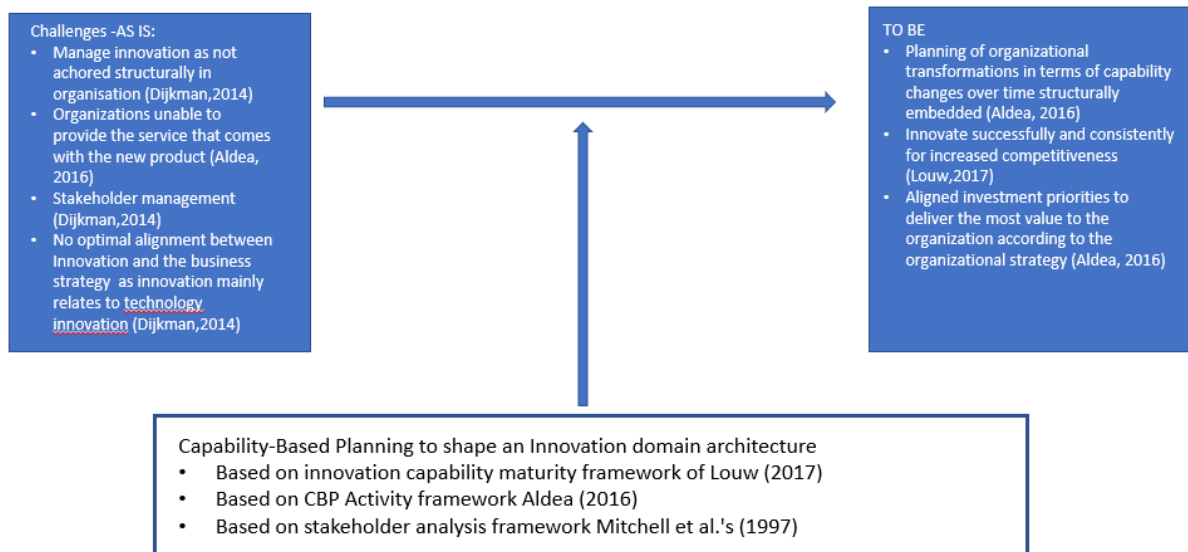 Challenges -AS IS:
• Manage innovation as not
achored structurally in
organisation (Dijkman,2014)
• Organizations unable to
provide the service that comes
with the new product (Aldea,
2016)
• Stakeholder management
(Dijkman,2014)
• No optimal alignment between
Innovation and the business
strategy as innovation mainly
relates to technology
innovation (Dijkman,2014)
TO BE
• Planning of organizational
transformations in terms of capability
changes over time structurally
embedded (Aldea, 2016)
• Innovate successfully and consistently
for increased competitiveness
(Louw,2017)
• Aligned investment priorities to
deliver the most value to the
organization according to the
organizational strategy (Aldea, 2016)
Capability-Based Planning to shape an Innovation domain architecture
• Based on innovation capability maturity framework of Louw (2017)
• Based on CBP Activity framework Aldea (2016)
• Based on stakeholder analysis framework Mitchell et al.'s (1997)